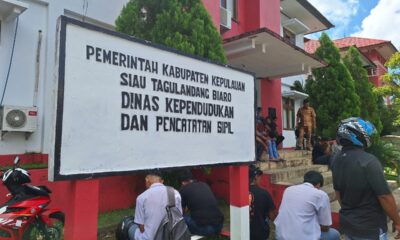 PEMERINTAH KABUPATEN KEPULAUAN
SIAU TAGULANDANG BIARO
DINAS KEPENDUDUKAN
DAN PENCATATAN SIPIL